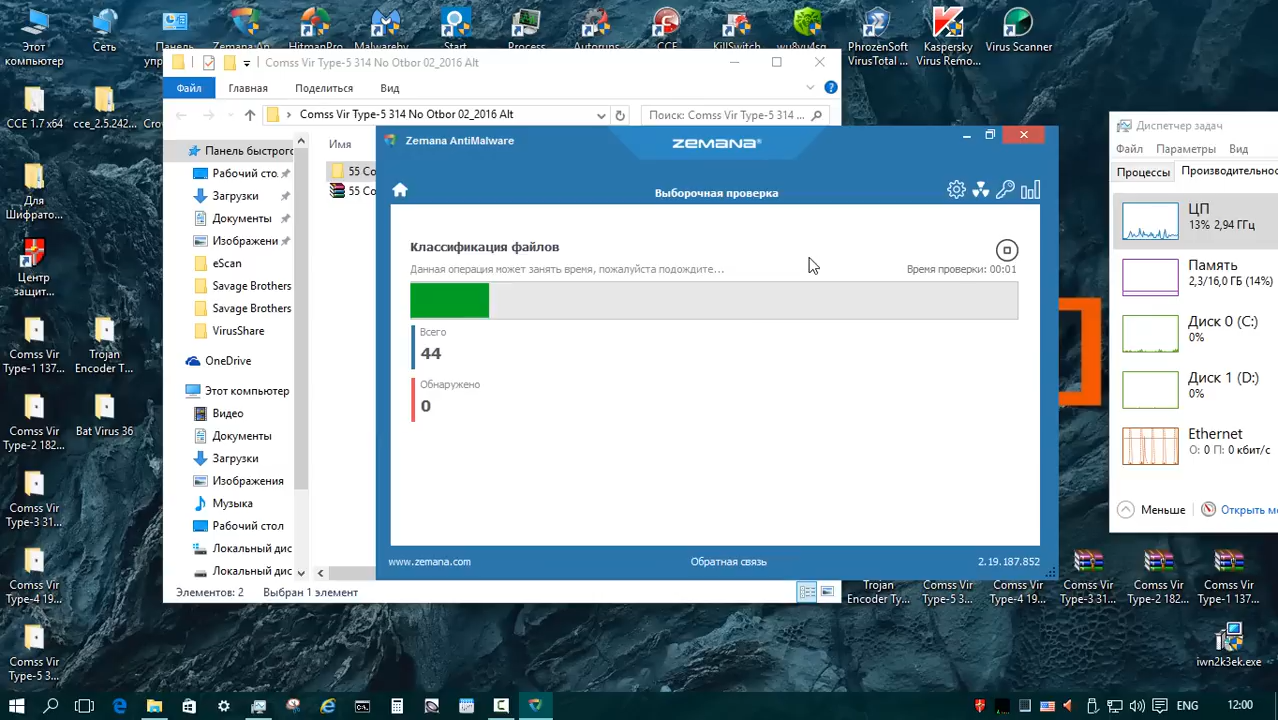 Этот компьютер
Сеть
Панель упр
Zemana An
HitmanPro
Malwareby
Start
Process
Autoruns
CCE
KillSwitch
wu8vu4sg
PhrozenSoft VirusTotal ...
Kaspersky Virus Remo...
Virus Scanner
Comss Vir Type-5 314 No Otbor 02_2016 Alt
Файл
Главная
Поделиться
Вид
Comss Vir Type-5 314 No Otbor 02_2016 Alt
Поиск: Comss Vir Type-5 314 ...
Имя
55 Co
55 Co
Панель быстрог
Рабочий сто.
Загрузки
Документы
Изображени
eScan
Savage Brothers
Savage Brothers
VirusShare
OneDrive
Этот компьютер
Видео
Документы
Загрузки
Изображения
Музыка
Рабочий стол
Локальный дис
Локальный дис
Элементов: 2
Выбран 1 элемент
Zemana AntiMalware
ZEMANA®
Выборочная проверка
Классификация файлов
Данная операция может занять время, пожалуйста подождите...
Время проверки: 00:01
Всего
44
Обнаружено
0
www.zemana.com
Обратная связь
2.19.187.852
Диспетчер задач
Файл
Параметры
Вид
Процессы
Производительнос
ЦП
13% 2,94 ГГц
Память
2,3/16,0 ГБ (14%)
Диск 0 (C:)
0%
Диск 1 (D:)
0%
Ethernet
О: 0 П: 0 кбит/с
Меньше
Открыть мо
CCE 1.7 x64
cce_2.5.242...
Crow
Для Шифрато...
Центр защит...
Comss Vir Type-1 137...
Trojan Encoder T...
Comss Vir Type-2 182...
Bat Virus 36
Comss Vir Type-3 31...
Comss Vir Type-4 19...
Comss Vir Type-5 3...
Trojan Encoder Ty...
Comss Vir Type-5 3...
Comss Vir Type-4 19...
Comss Vir Type-3 31...
Comss Vir Type-2 182...
Comss Vir Type-1 137...
iwn2k3ek.exe
ENG
12:00